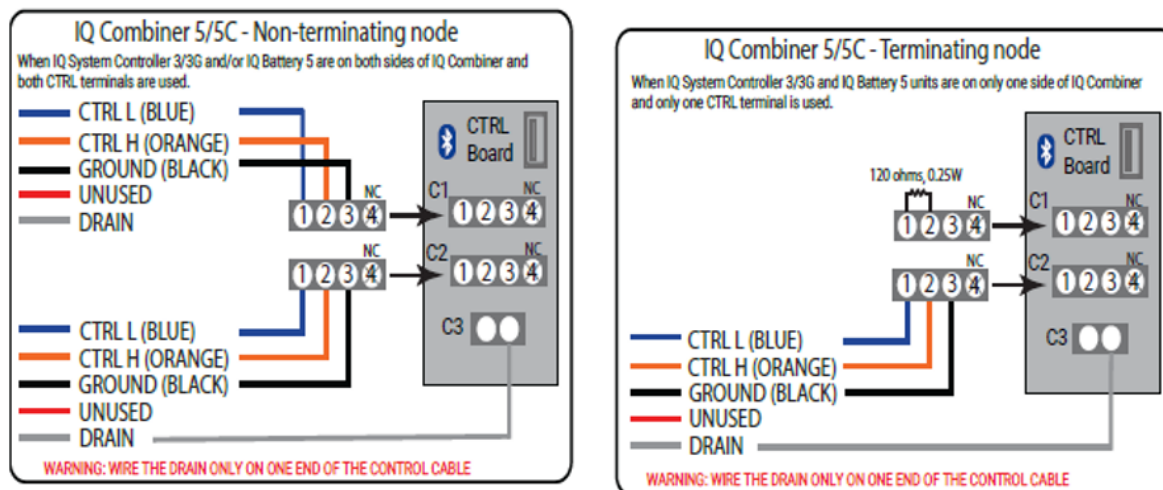 IQ Combiner 5/5C - Non-terminating node
When IQ System Controller 3/3G and/or IQ Battery 5 are on both sides of IQ Combiner and
both CTRL terminals are used.
CTRL L (BLUE)
CTRL H (ORANGE)
GROUND (BLACK)
UNUSED
DRAIN
NC
1 2 3 4
CTRL
Board
C1
NC
1 2 3 4
NC
1 2 3 4
C2
NC
1 2 3 4
C3
CTRL L (BLUE)
CTRL H (ORANGE)
GROUND (BLACK)
UNUSED
DRAIN
WARNING: WIRE THE DRAIN ONLY ON ONE END OF THE CONTROL CABLE
IQ Combiner 5/5C - Terminating node
When IQ System Controller 3/3G and IQ Battery 5 units are on only one side of IQ Combiner
and only one CTRL terminal is used.
CTRL
Board
120 ohms, 0.25W
NC
1 2 3 4
C1
NC
1 2 3 4
NC
1 2 3 4
C2
NC
1 2 3 4
C3
CTRL L (BLUE)
CTRL H (ORANGE)
GROUND (BLACK)
UNUSED
DRAIN
WARNING: WIRE THE DRAIN ONLY ON ONE END OF THE CONTROL CABLE